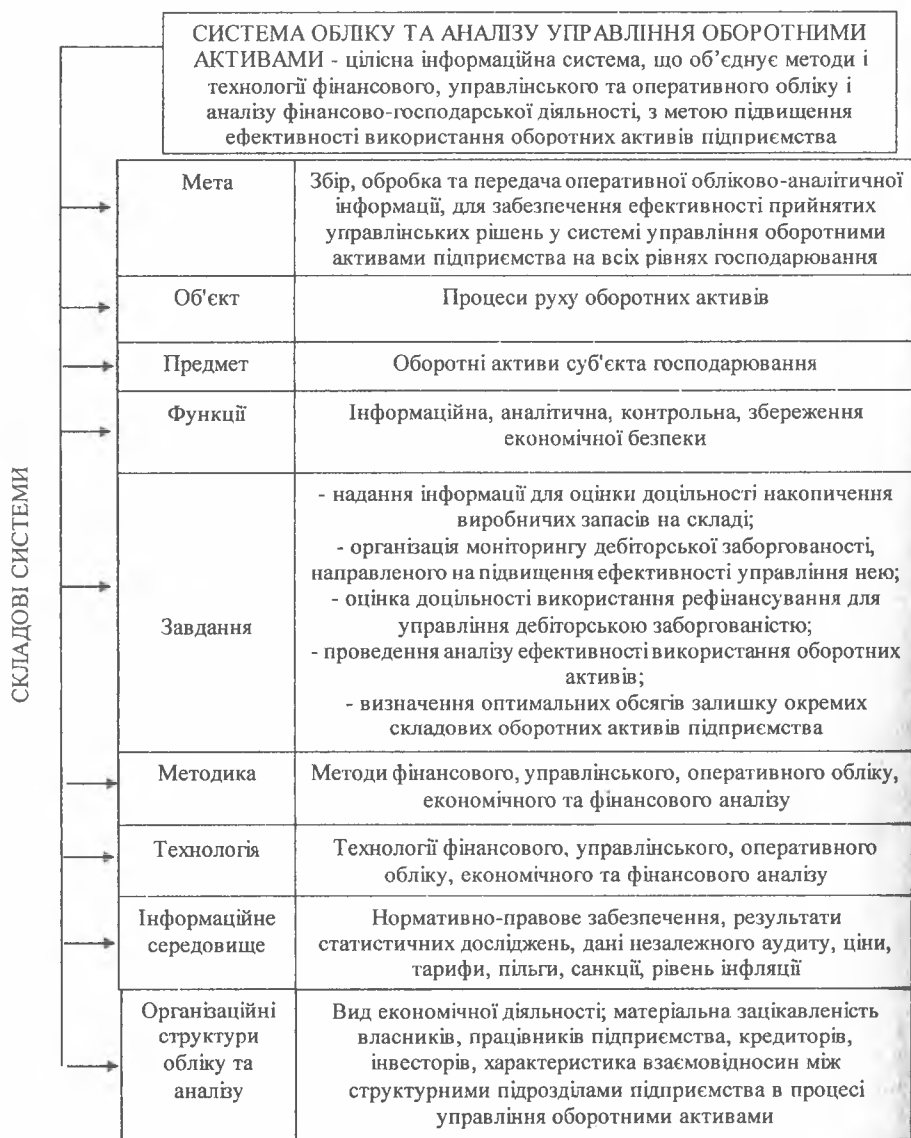 СИСТЕМА ОБЛІКУ ТА АНАЛІЗУ УПРАВЛІННЯ ОБОРОТНИМИ
АКТИВАМИ - цілісна інформаційна система, що об’єднує методи і
технології фінансового, управлінського та оперативного обліку і
аналізу фінансово-господарської діяльності, з метою підвищення
ефективності використання оборотних активів підприємства
СКЛАДОВІ СИСТЕМИ
Мета
Збір, обробка та передача оперативної обліково-аналітичної
інформації, для забезпечення ефективності прийнятих
управлінських рішень у системі управління оборотними
активами підприємства на всіх рівнях господарювання
Об'єкт
Процеси руху оборотних активів
Предмет
Оборотні активи суб'єкта господарювання
Функції
Інформаційна, аналітична, контрольна, збереження
економічної безпеки
Завдання
- надання інформації для оцінки доцільності накопичення
виробничих запасів на складі;
- організація моніторингу дебіторської заборгованості,
направленого на підвищення ефективності управління нею;
- оцінка доцільності використання рефінансування для
управління дебіторською заборгованістю;
- проведення аналізу ефективності використання оборотних
активів;
- визначення оптимальних обсягів залишку окремих
складових оборотних активів підприємства
Методика
Методи фінансового, управлінського, оперативного обліку,
економічного та фінансового аналізу
Технологія
Технології фінансового, управлінського, оперативного
обліку, економічного та фінансового аналізу
Інформаційне
середовище
Нормативно-правове забезпечення, результати
статистичних досліджень, дані незалежного аудиту, ціни,
тарифи, пільги, санкції, рівень інфляції
Організаційні
структури
обліку та
аналізу
Вид економічної діяльності; матеріальна зацікавленість
власників, працівників підприємства, кредиторів,
інвесторів, характеристика взаємовідносин між
структурними підрозділами підприємства в процесі
управління оборотними активами